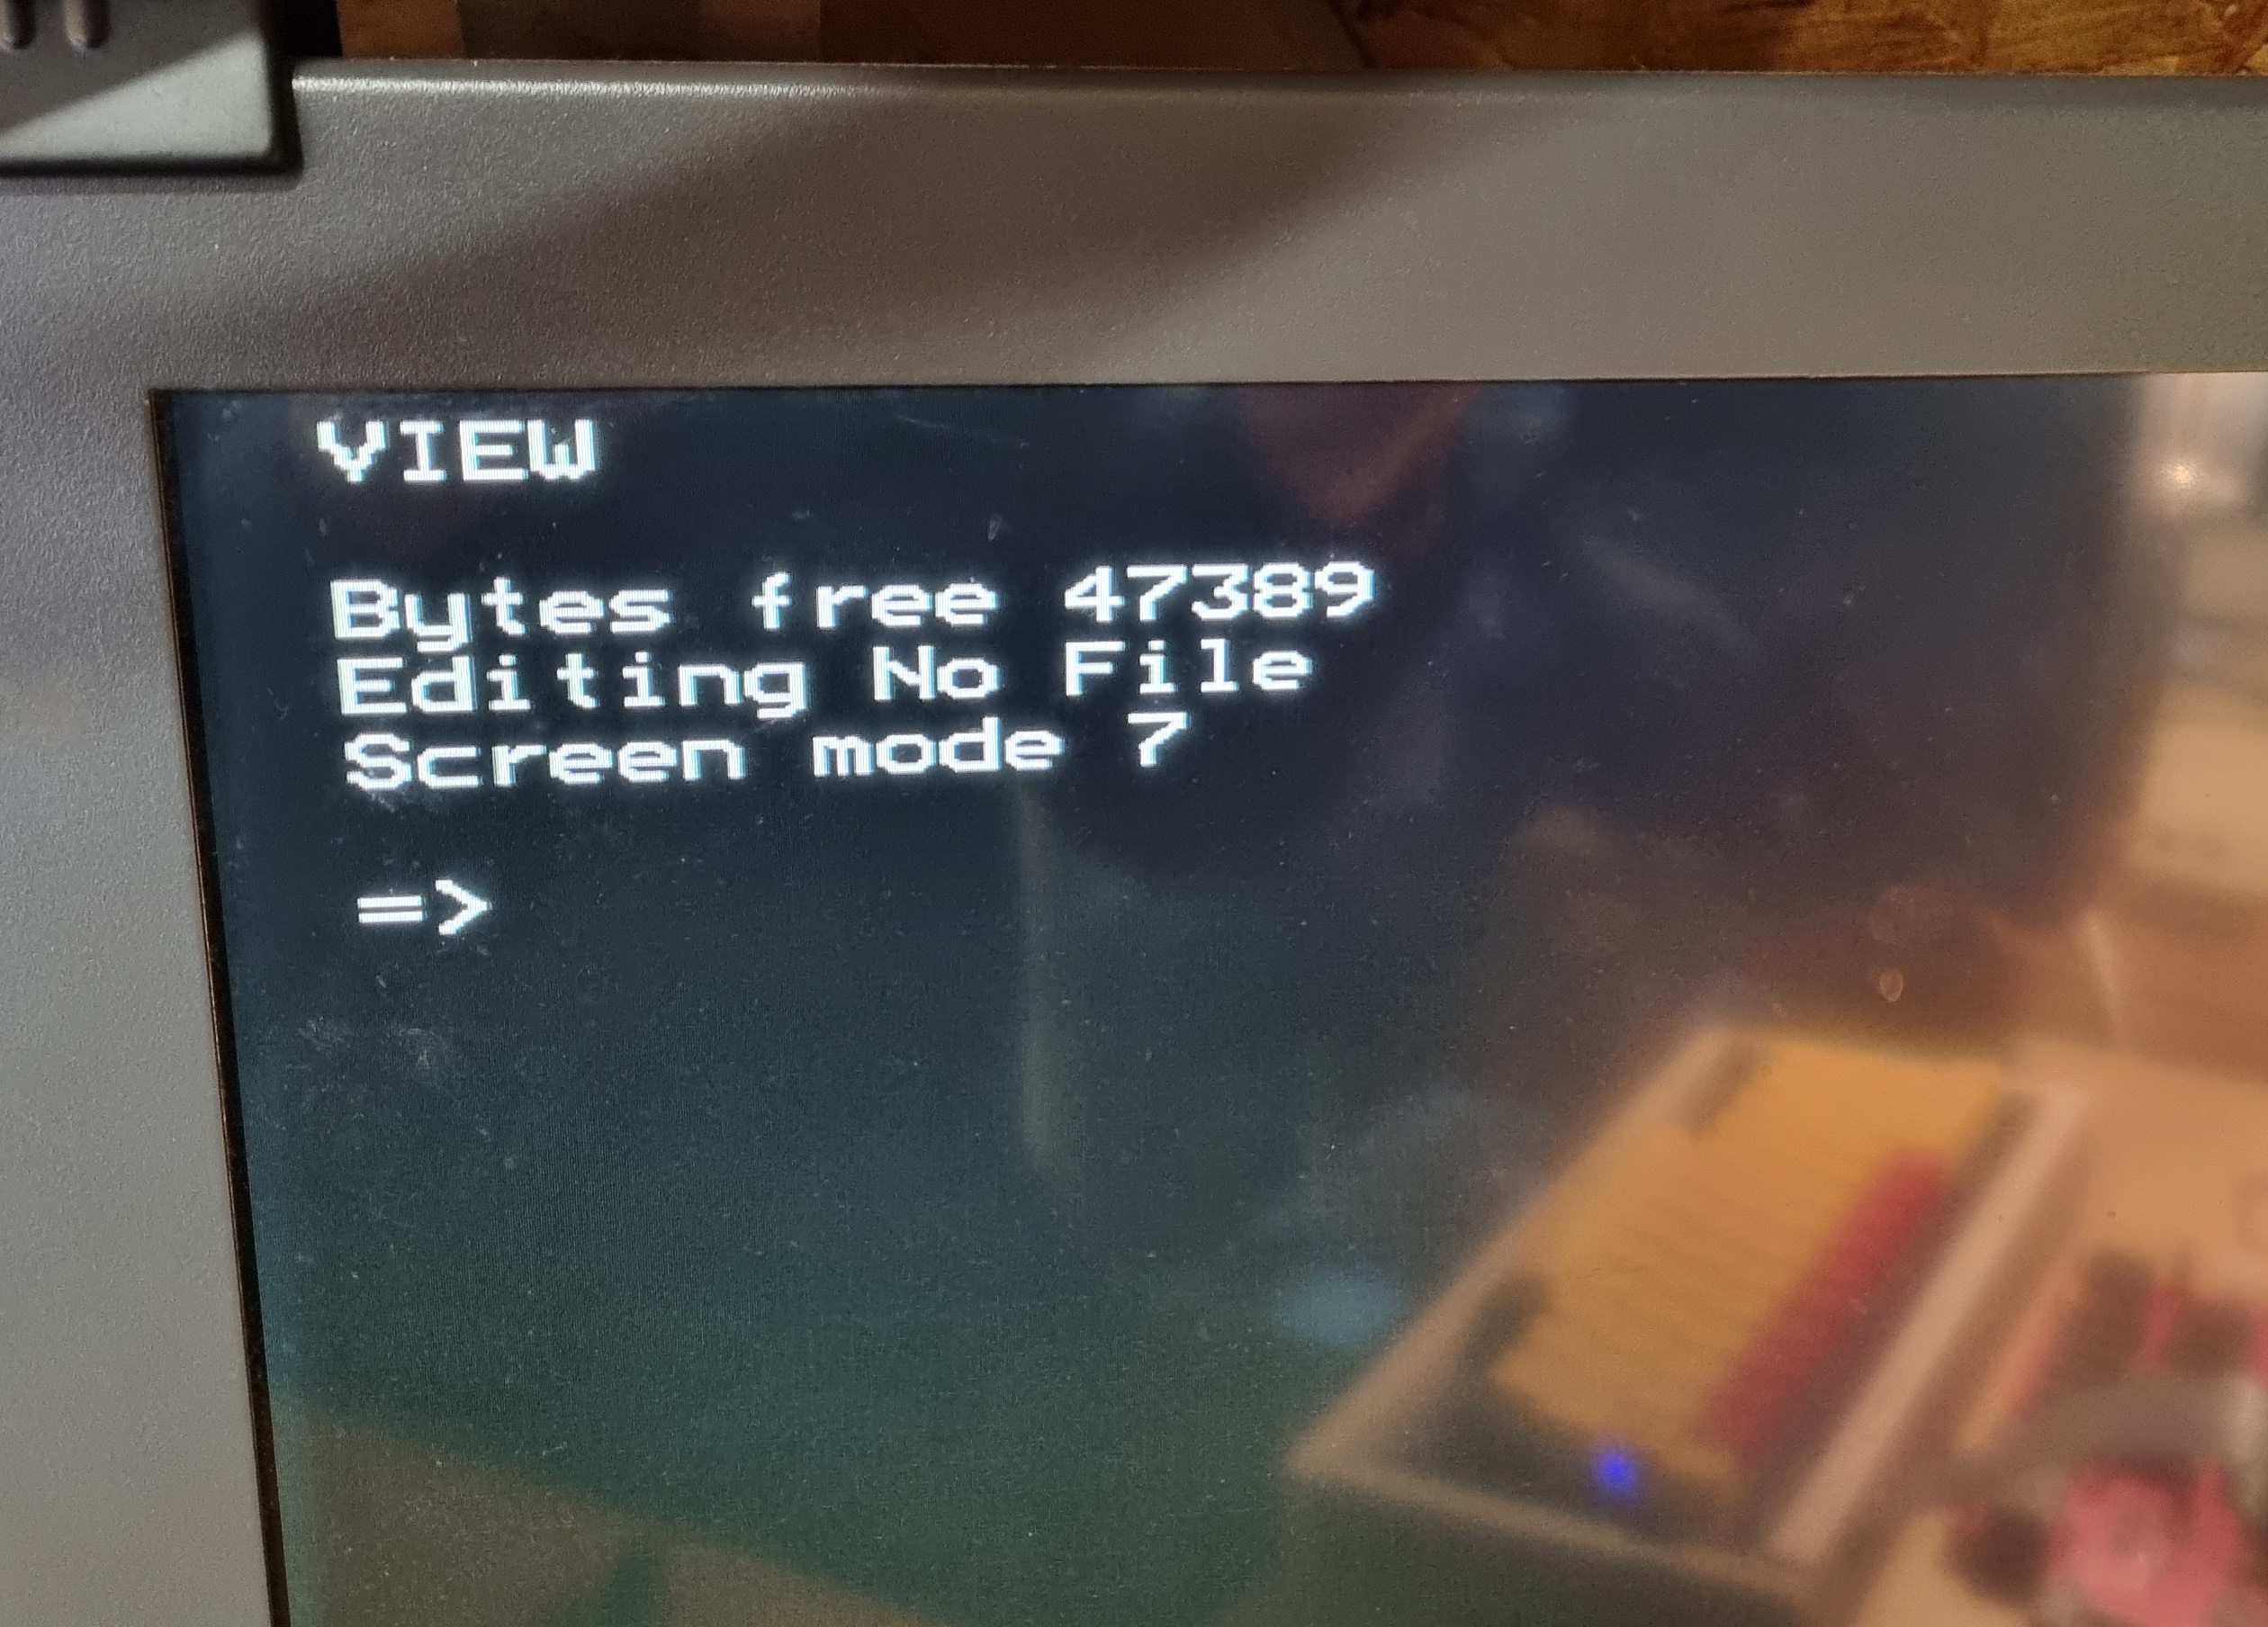 VIEW
Bytes free 47389
Editing No File
Screen mode 7
=>